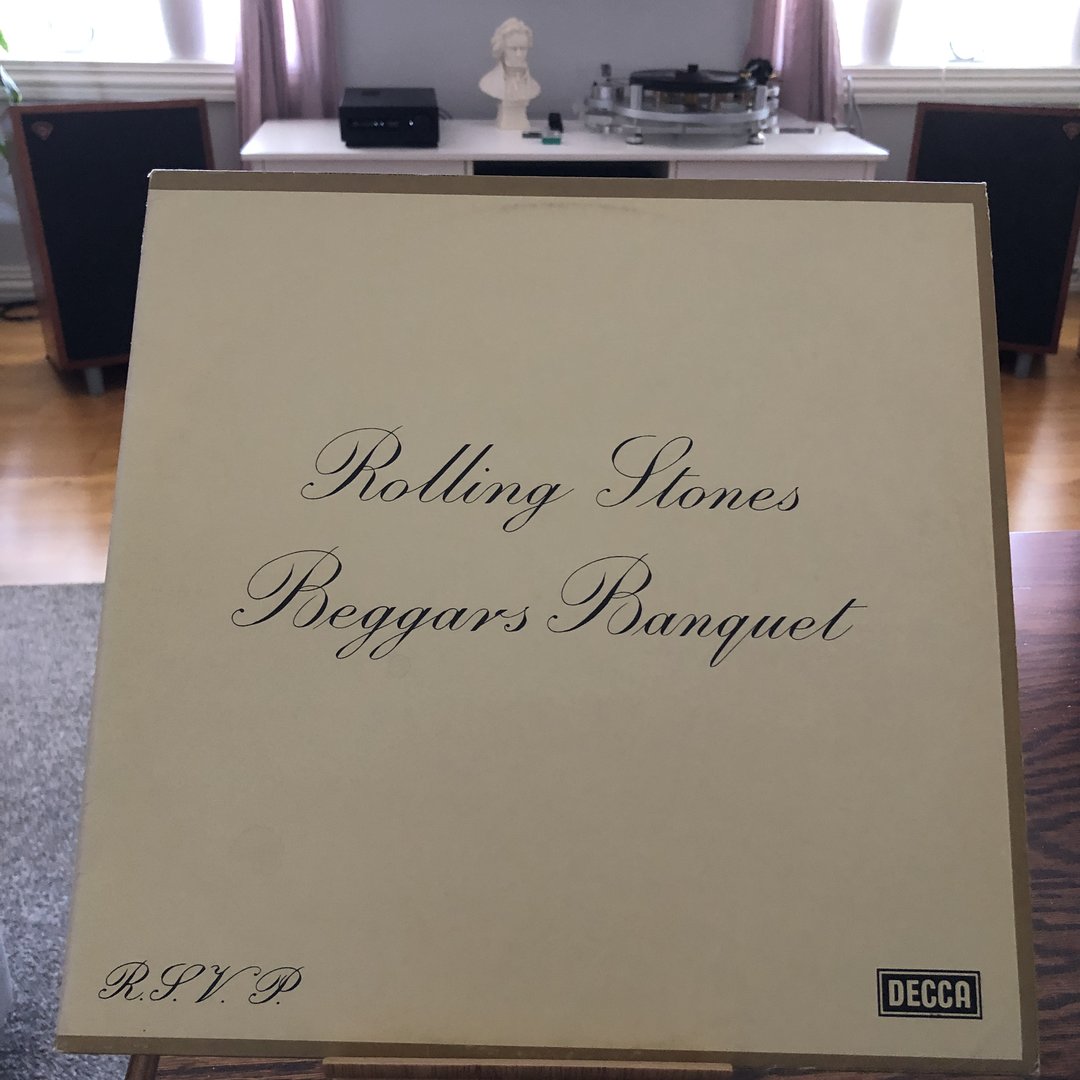 Rolling Stones
Beggars Banquet
R.S.V.P.
DECCA